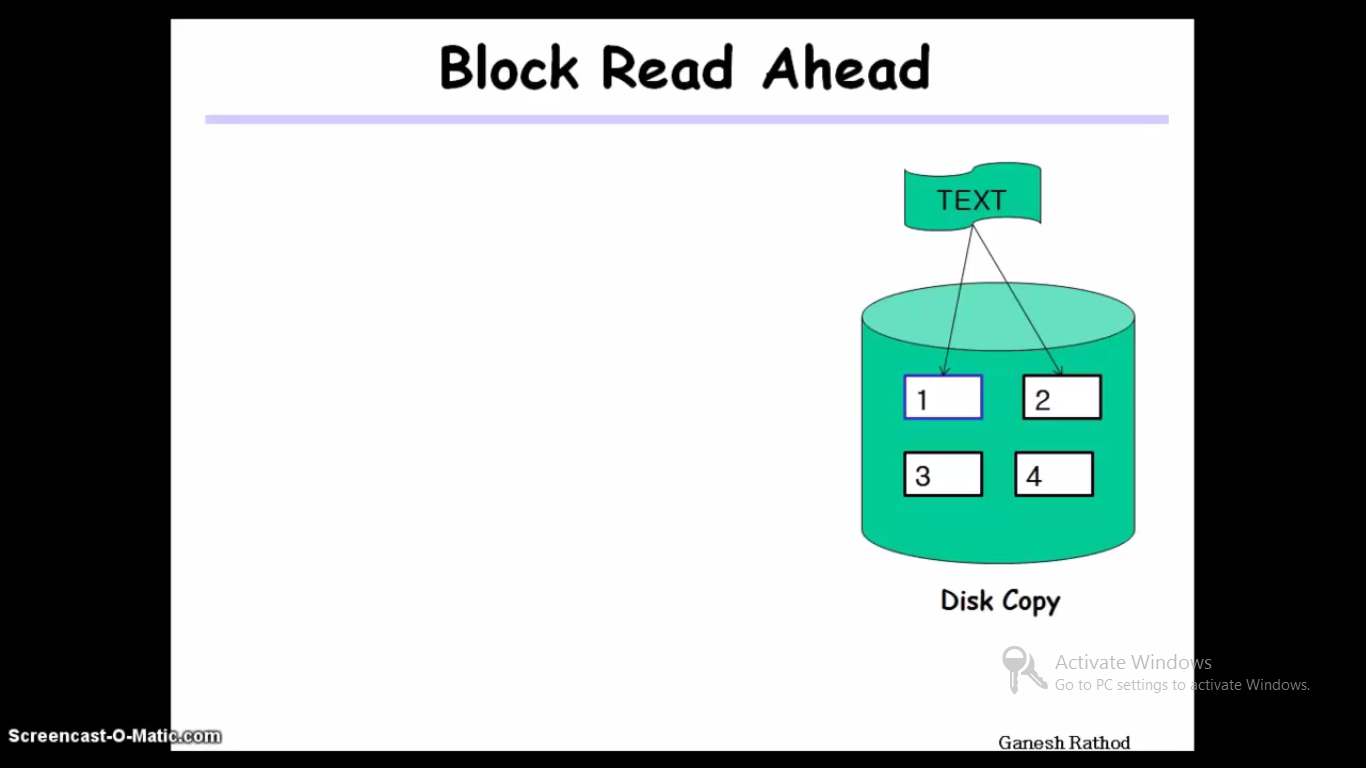 Block Read Ahead
TEXT
1
2
3
4
Disk Copy
Activate Windows
Go to PC settings to activate Windows.
Screencast-O-Matic.com
Ganesh Rathod